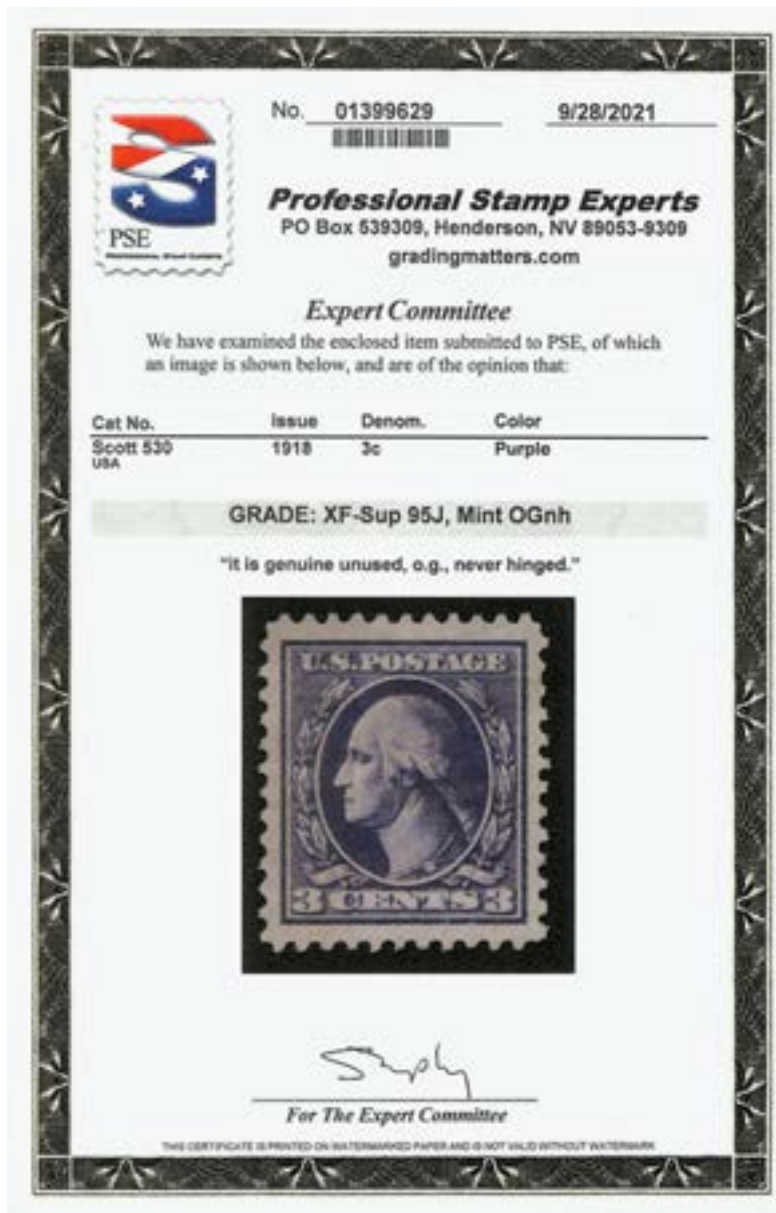 No. 01399629 9/28/2021
PSE
Professional Stamp Experts
PO Box 539309, Henderson, NV 89053-9309
gradingmatters.com
Expert Committee
We have examined the enclosed item submitted to PSE, of which
an image is shown below, and are of the opinion that:
Cat No. Issue Denom. Color
Scott 530 1918 3c Purple
USA
GRADE: XF-Sup 95J, Mint OGnh
"it is genuine unused, o.g., never hinged."
U.S. POSTAGE
3 CENTS 3
For The Expert Committee
THIS CERTIFICATE IS PRINTED ON WATERMARKED PAPER AND IS NOT VALID WITHOUT WATERMARK